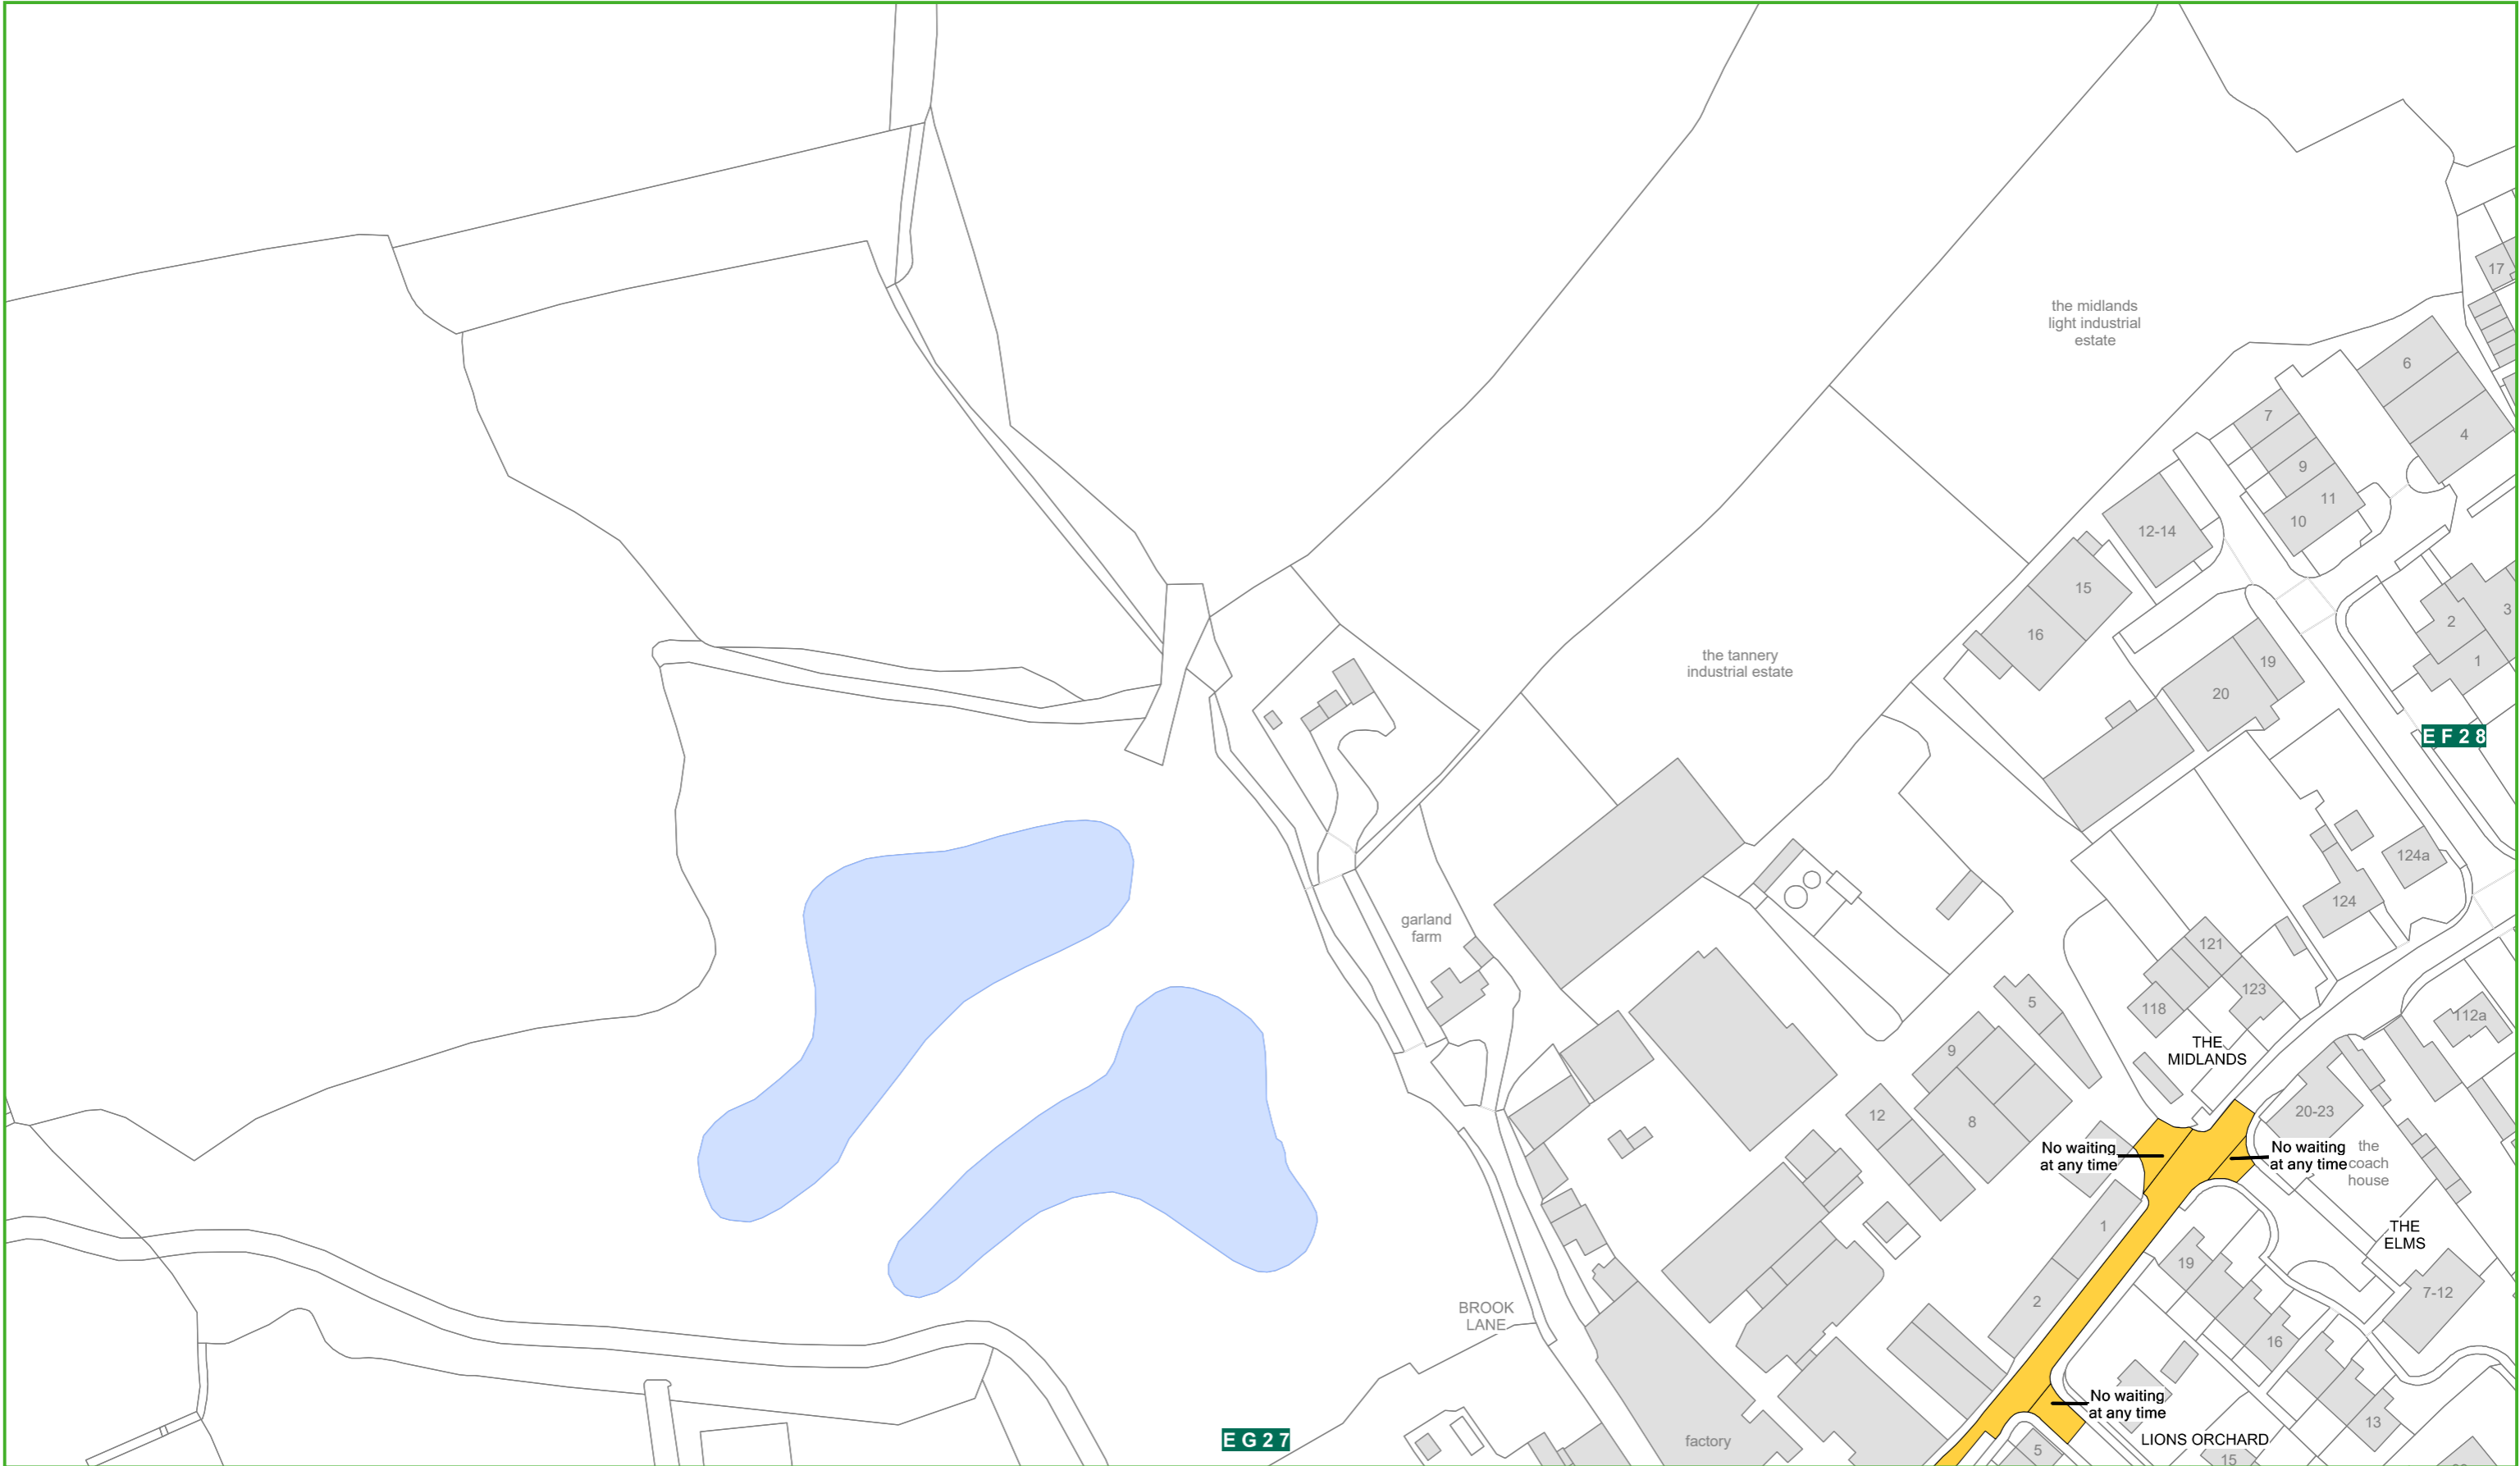 17
the midlands
light industrial
estate
6
7
4
9
11
10
12-14
15
16
2
3
1
19
20
the tannery
industrial estate
E F 2 8
124a
124
garland
farm
121
123
118
5
112a
THE
MIDLANDS
9
12
8
20-23
No waiting
at any time
No waiting
at any time
the
coach
house
1
THE
ELMS
19
2
7-12
BROOK
LANE
16
No waiting
at any time
13
E G 2 7
factory
LIONS ORCHARD
5
15